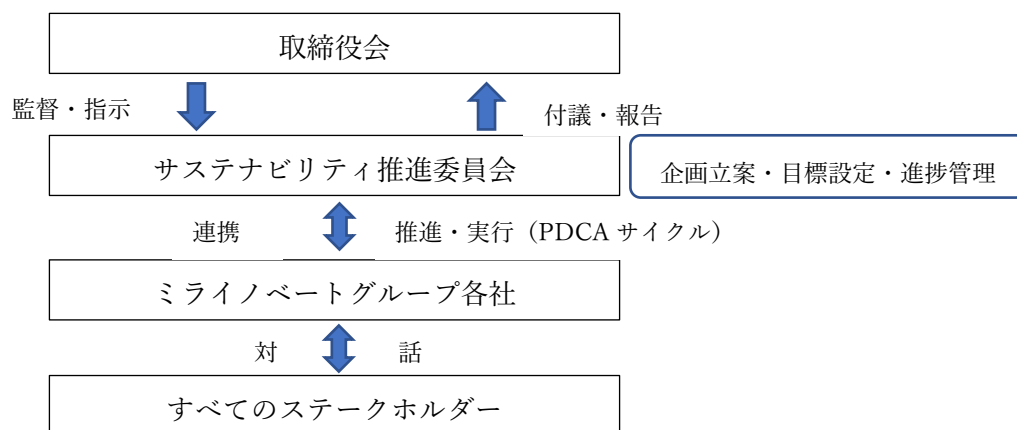 取締役会
監督・指示
付議・報告
サステナビリティ推進委員会
企画立案・目標設定・進捗管理
連携
推進・実行（PDCA サイクル）
ミライノベートグループ各社
対 話
すべてのステークホルダー